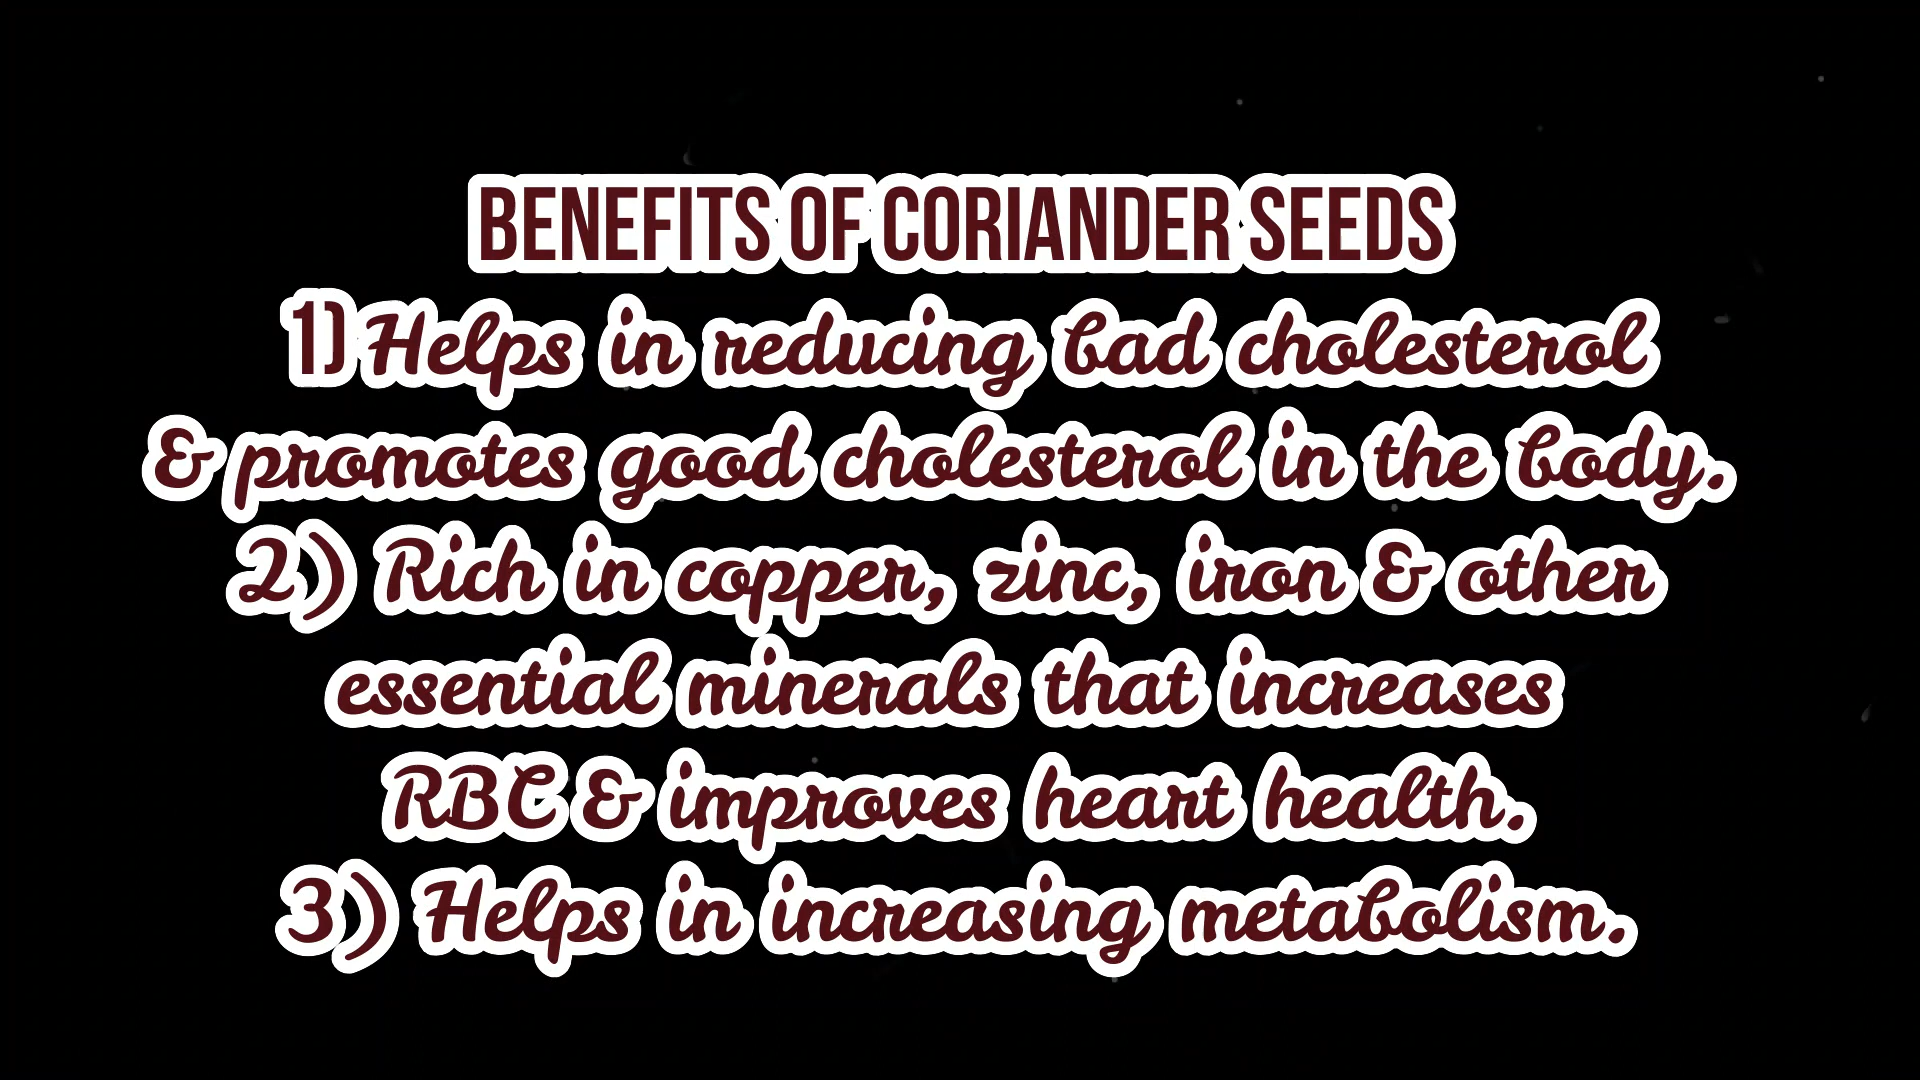 BENEFITS OF CORIANDER SEEDS
1) Helps in reducing bad cholesterol
& promotes good cholesterol in the body.
2) Rich in copper, zinc, iron & other
essential minerals that increases
RBC & improves heart health.
3) Helps in increasing metabolism.